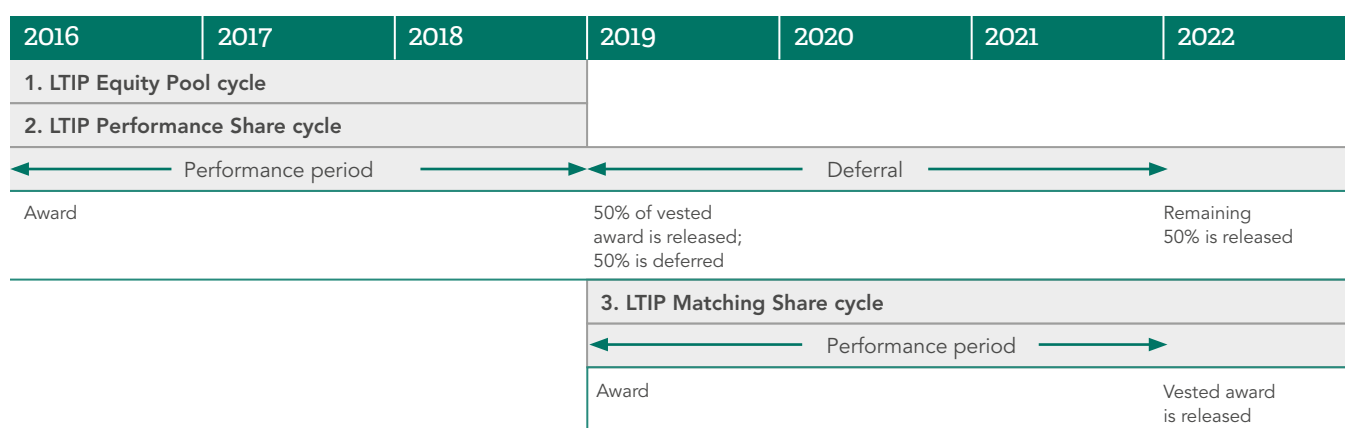 2016 2017 2018 2019 2020 2021 2022
1. LTIP Equity Pool cycle
2. LTIP Performance Share cycle
Performance period Deferral
Award 50% of vested Remaining
award is released; 50% is released
50% is deferred
3. LTIP Matching Share cycle
Performance period
Award Vested award
is released